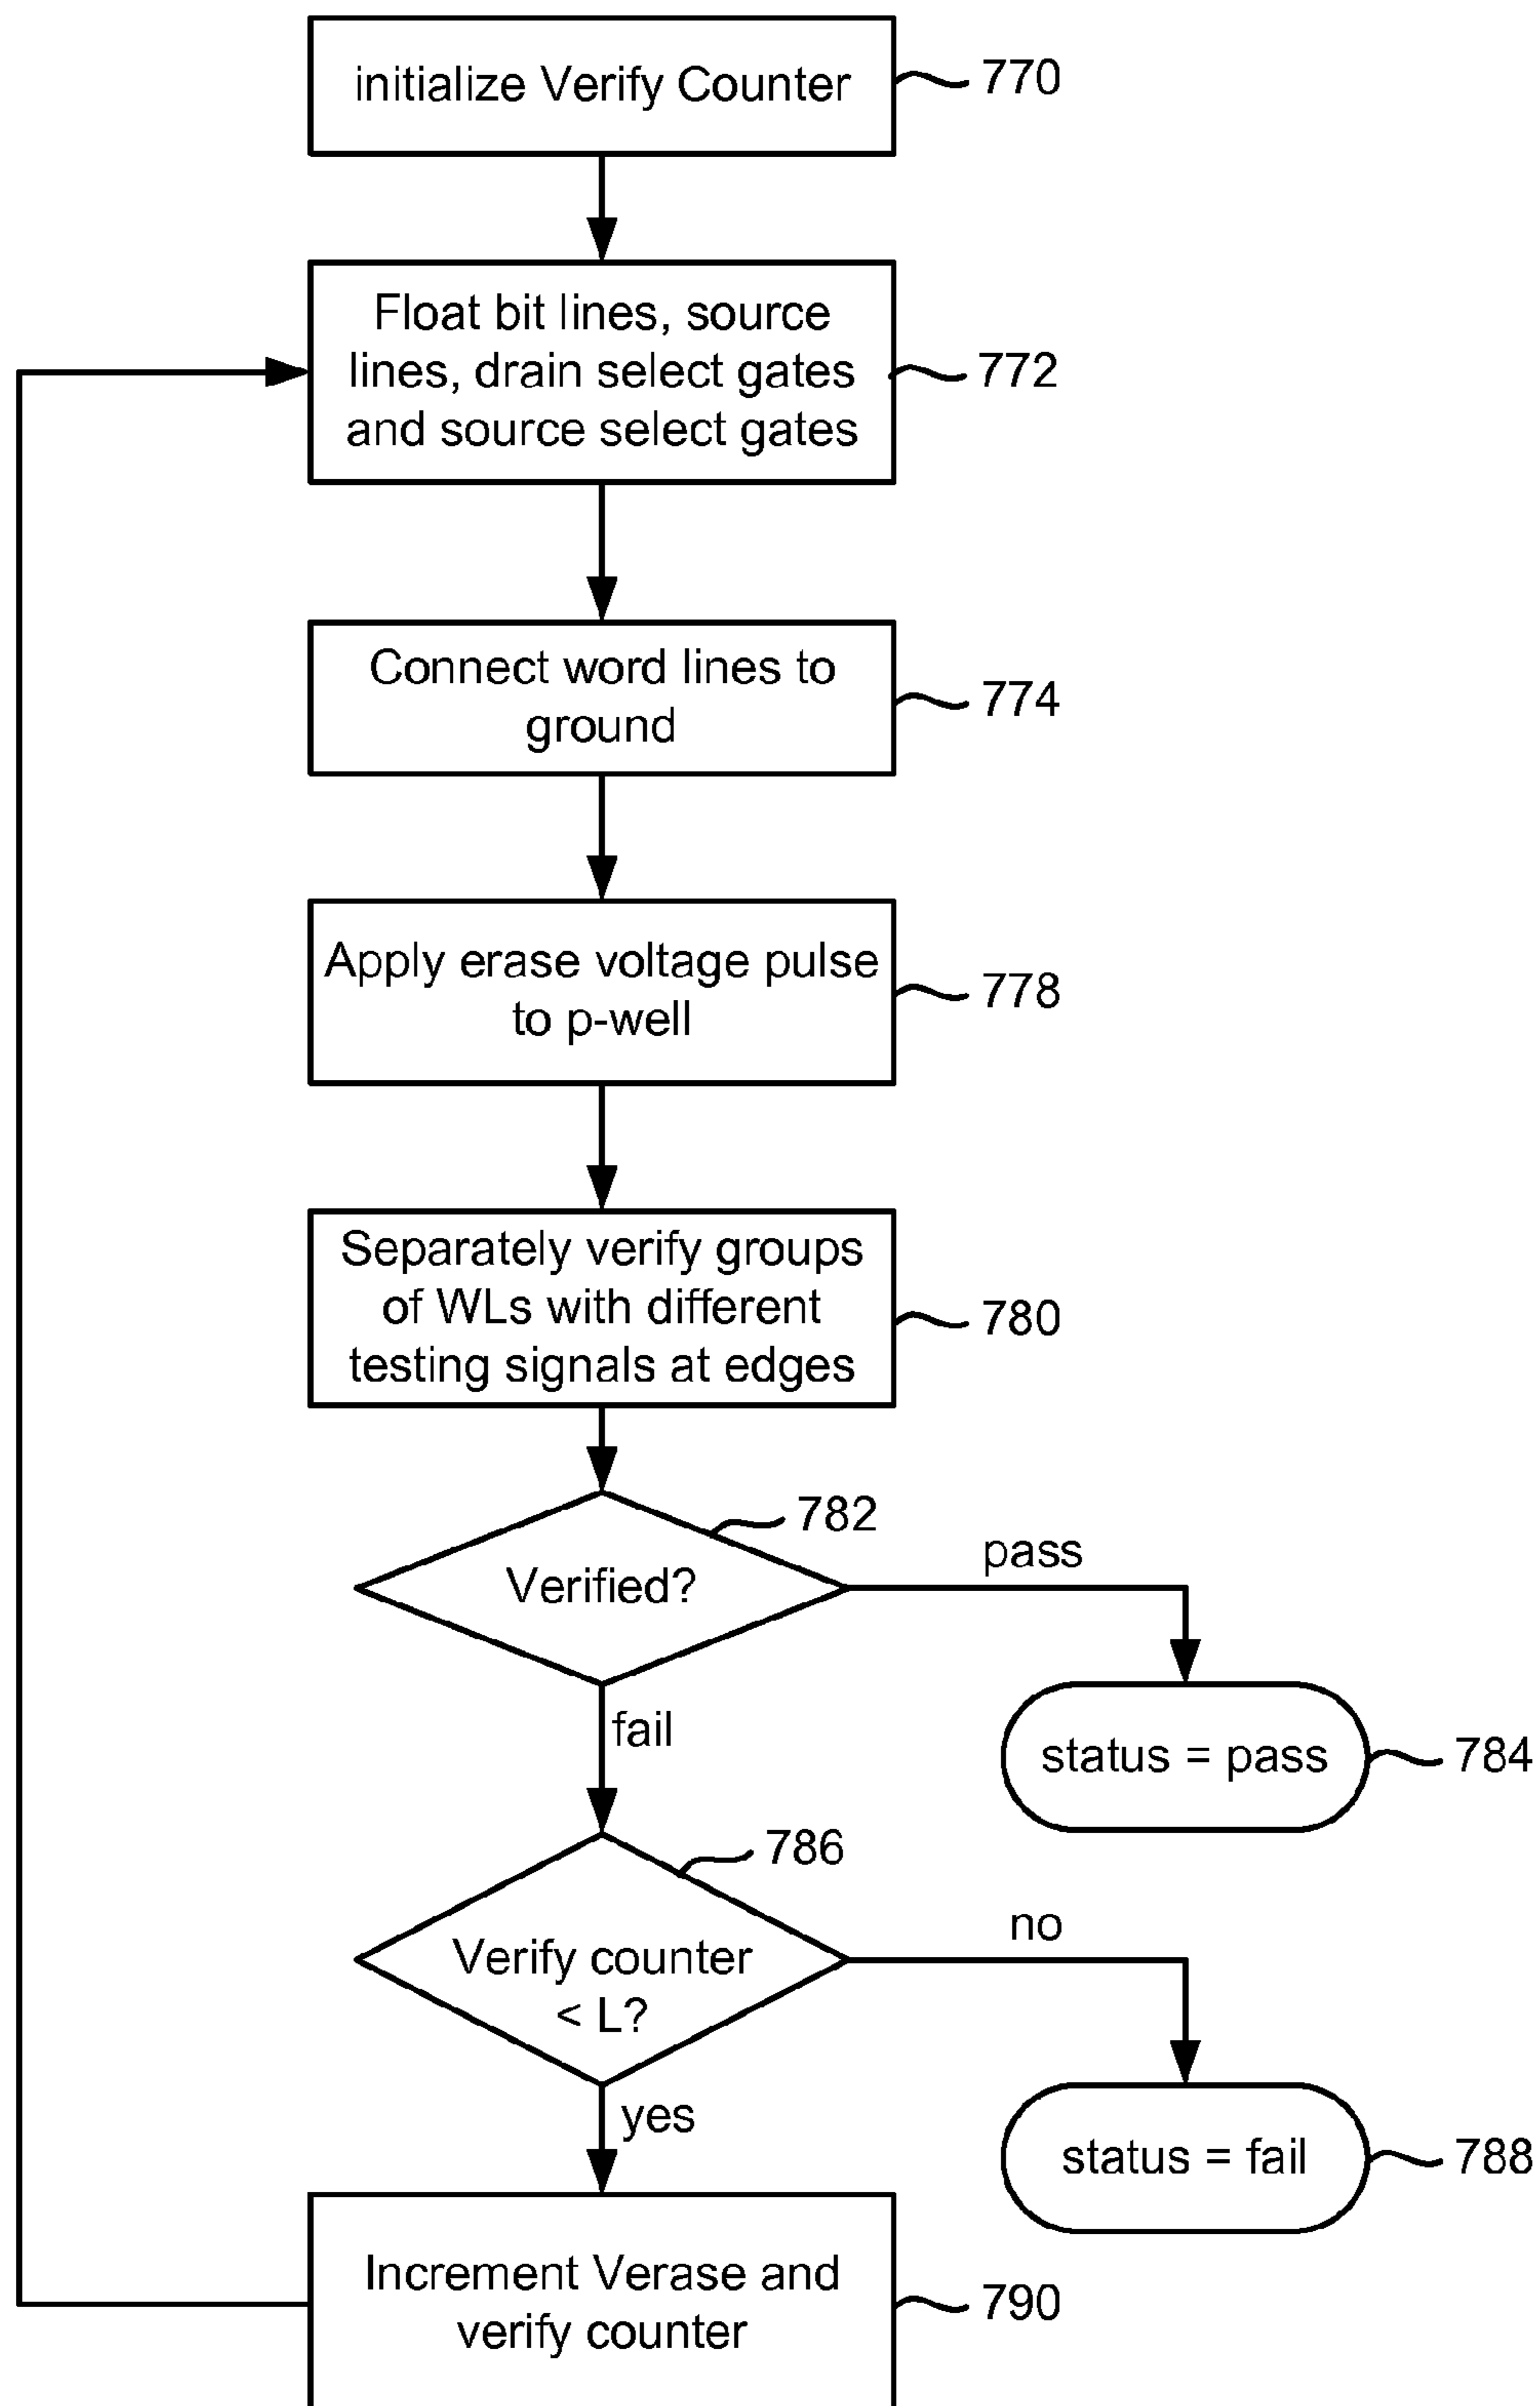 initialize Verify Counter
770
Float bit lines, source
lines, drain select gates
and source select gates
772
Connect word lines to
ground
774
Apply erase voltage pulse
to p-well
778
Separately verify groups
of WLs with different
testing signals at edges
780
782
Verified?
pass
fail
status = pass
784
786
Verify counter
< L?
no
yes
status = fail
788
Increment Verase and
verify counter
790